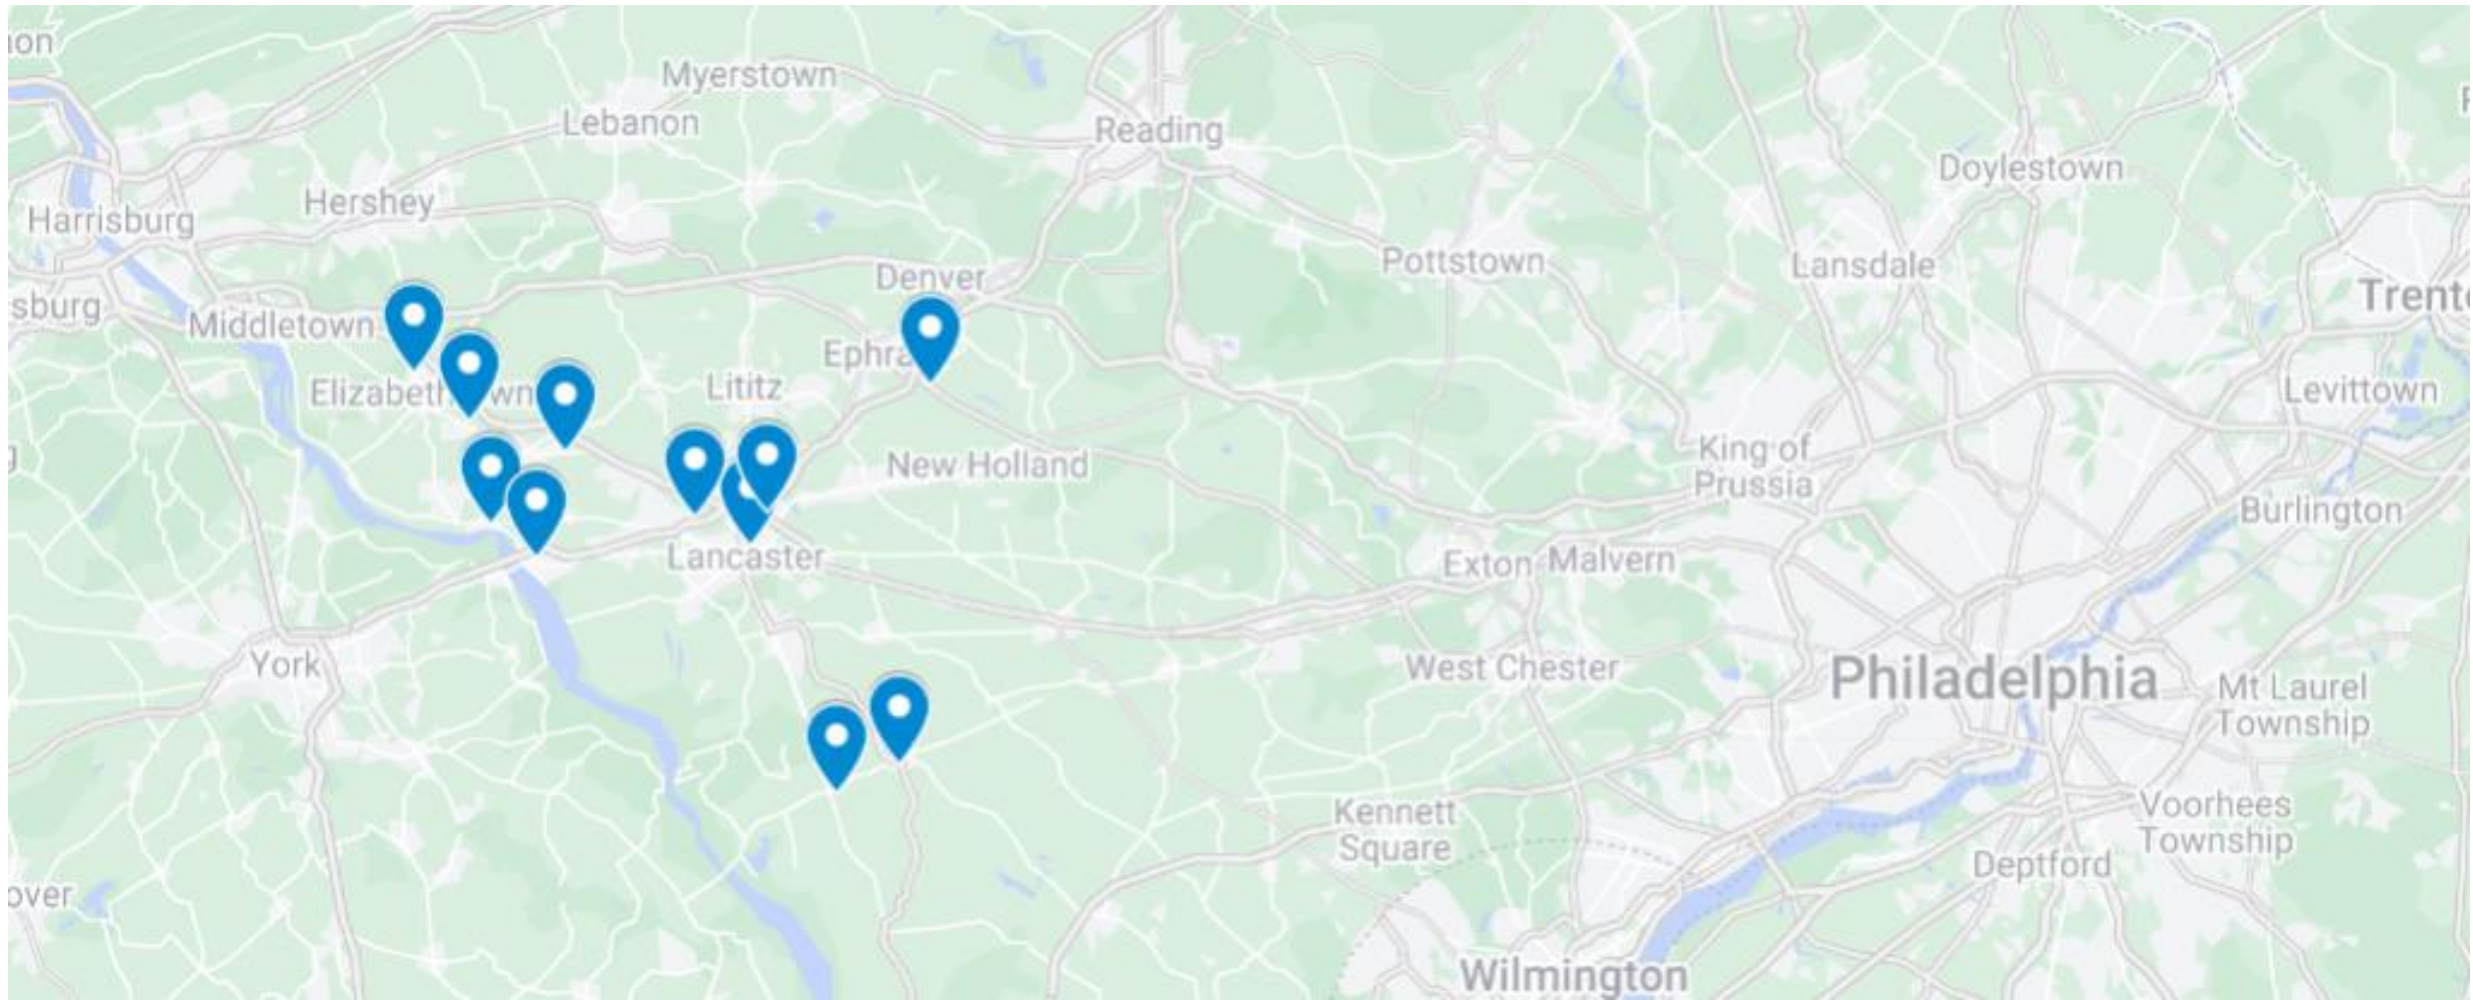 non
Myerstown
Lebanon
Reading
Doylestown
Hershey
Harrisburg
Pottstown
Lansdale
Denver
sburg
Middletown
Trento
Ephra
Elizabeth wn
Lititz
Levittown
King of
Prussia
New Holland
Burlington
Lancaster
Exton
Malvern
York
West Chester
Philadelphia
Mt Laurel
Township
Kennett
Square
Voorhees
Township
Deptford
over
Wilmington